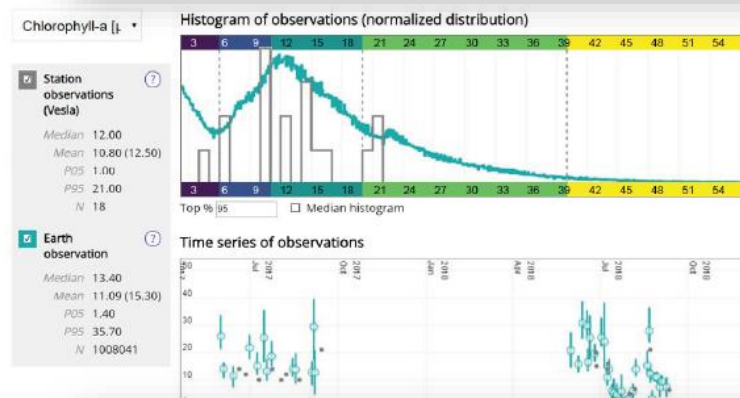 Chlorophyll-a [µ
Histogram of observations (normalized distribution)
3 6 9 12 15 18 21 24 27 30 33 36 39 42 45 48 51 54
Station
observations
(Vesla)
Median 12.00
Mean 10.80 (12.50)
P05 1.00
P95 21.00
N 18
3 6 9 12 15 18 21 24 27 30 33 36 39 42 45 48 51 54
Top % 95 Median histogram
Earth
observation
Median 13.40
Mean 11.09 (15.30)
P05 1.40
P95 35.70
N 1008041
Time series of observations
Jul 2017 Oct 2017 Jan 2018 Apr 2018 Jul 2018 Oct 2018
50
40
30
20
10